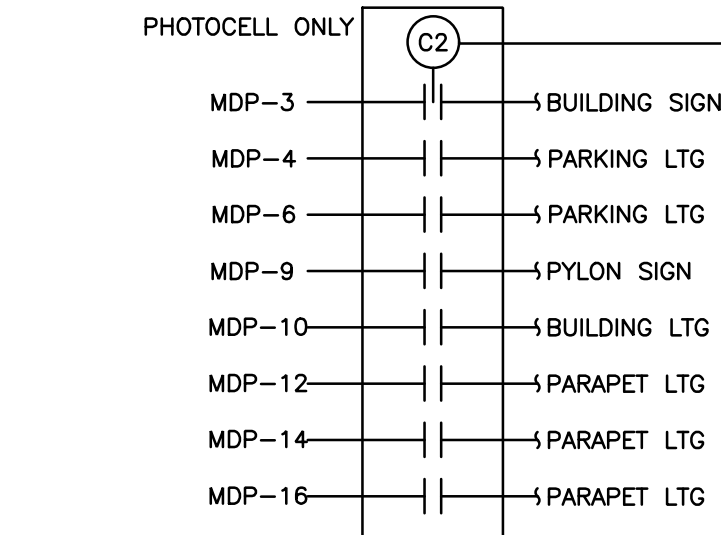 PHOTOCELL ONLY
C2
MDP-3 BUILDING SIGN
MDP-4 PARKING LTG
MDP-6 PARKING LTG
MDP-9 PYLON SIGN
MDP-10 BUILDING LTG
MDP-12 PARAPET LTG
MDP-14 PARAPET LTG
MDP-16 PARAPET LTG